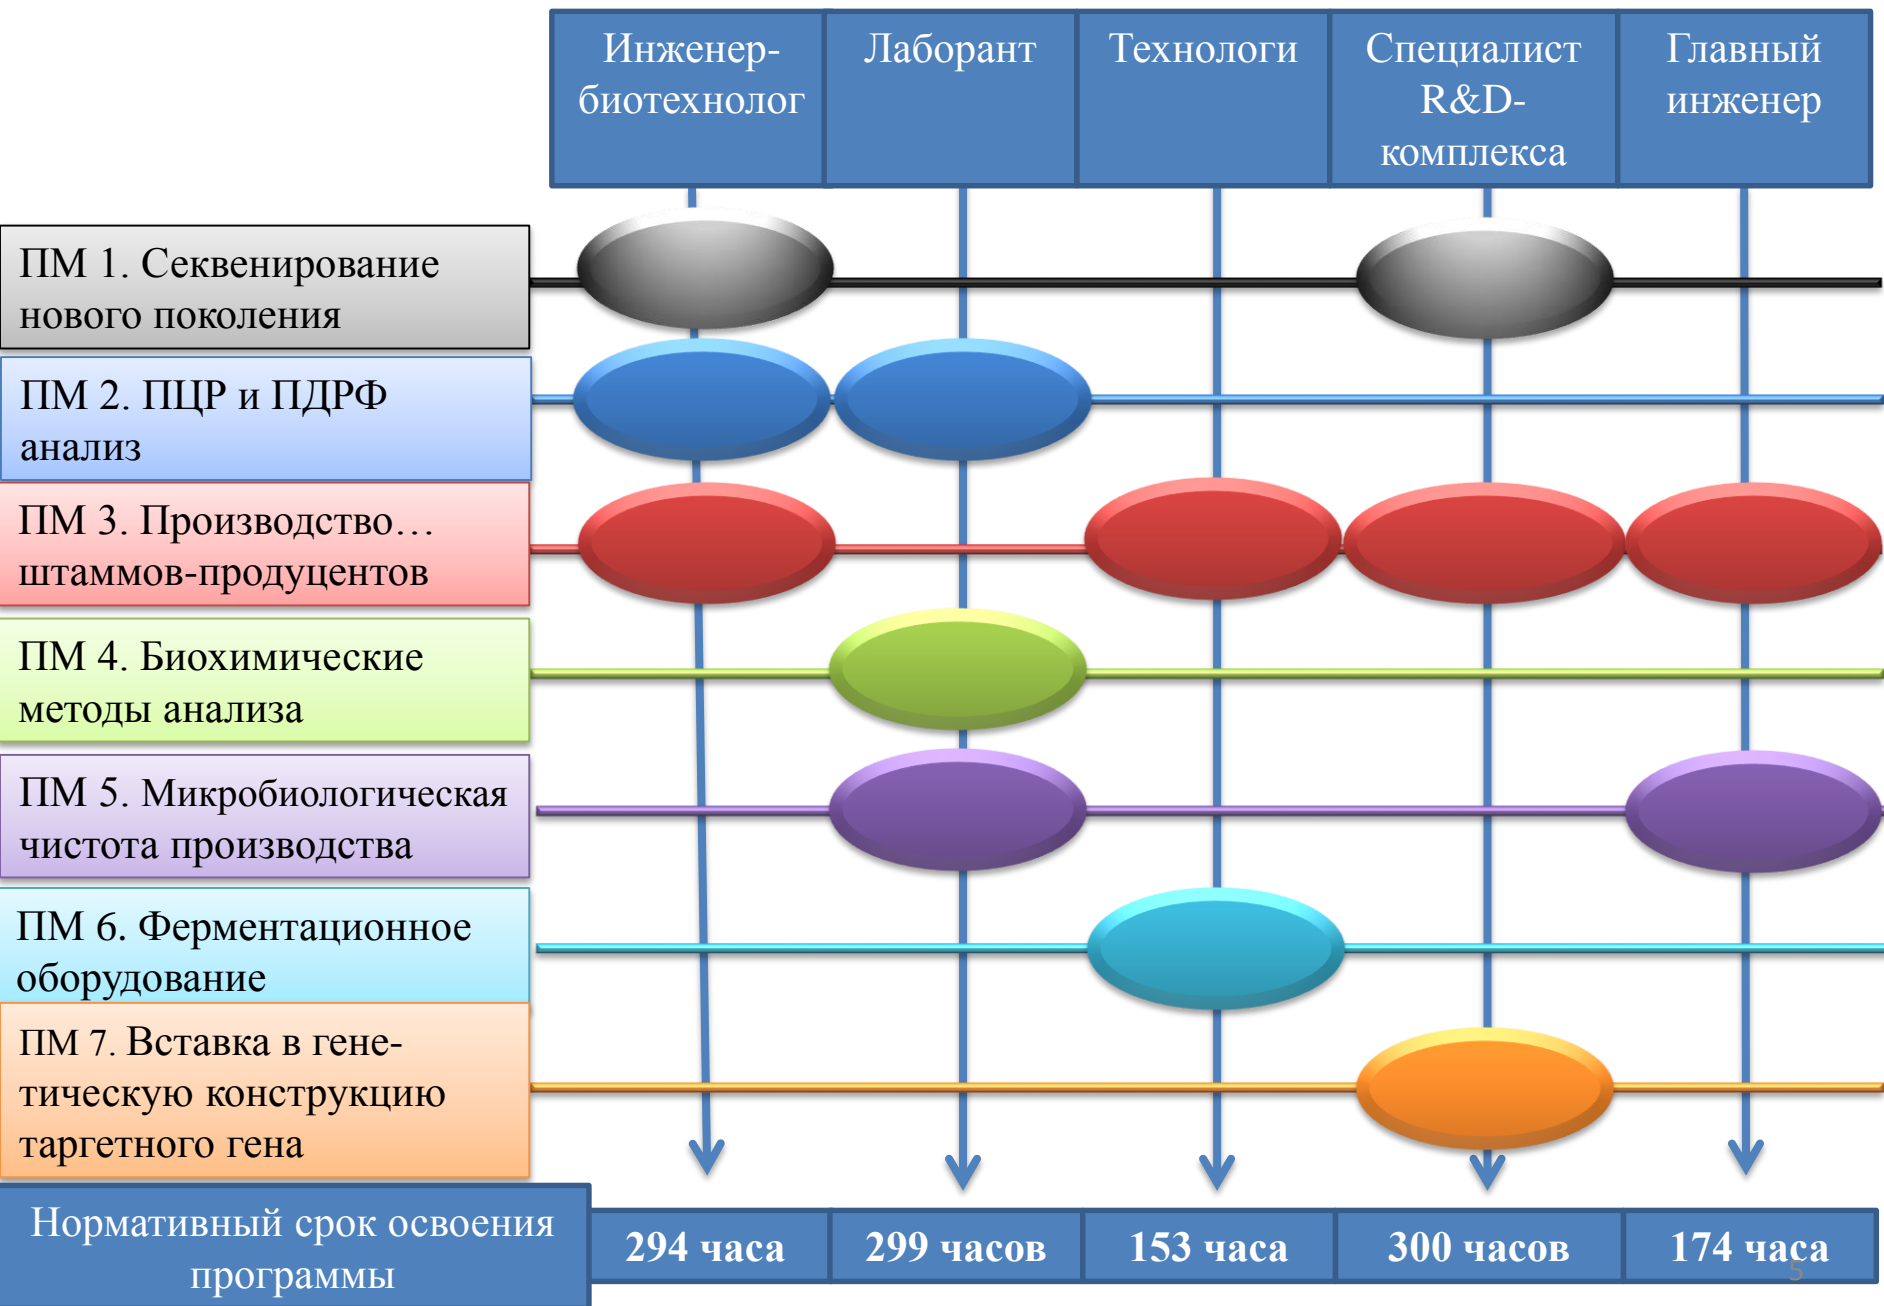 Инженер-
биотехнолог
Лаборант
Технологи
Специалист
R&D-
комплекса
Главный
инженер
ПМ 1. Секвенирование
нового поколения
ПМ 2. ПЦР и ПДРФ
анализ
ПМ 3. Производство…
штаммов-продуцентов
ПМ 4. Биохимические
методы анализа
ПМ 5. Микробиологическая
чистота производства
ПМ 6. Ферментационное
оборудование
ПМ 7. Вставка в гене-
тическую конструкцию
таргетного гена
Нормативный срок освоения
программы
294 часа
299 часов
153 часа
300 часов
174 часа
5